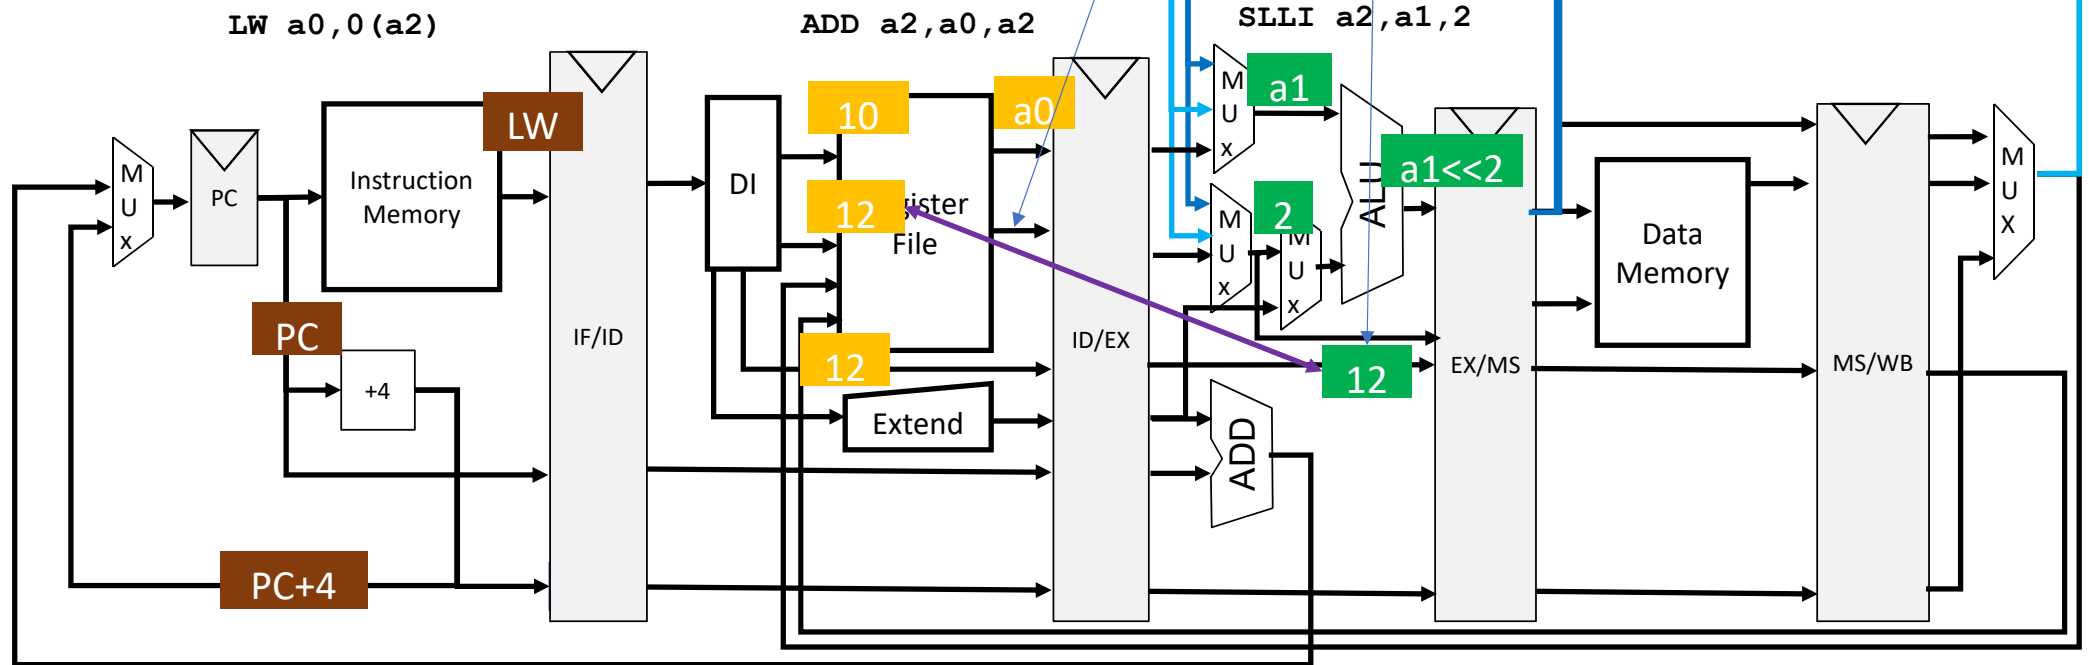 LW a0,0(a2)
ADD a2,a0,a2
SLLI a2,a1,2
M
U
x
PC
Instruction
Memory
LW
PC
+4
PC+4
IF/ID
DI
10
12
gister
File
12
a0
Extend
ID/EX
M
U
x
a1
M
U
x
2
M
U
x
ALU
a1<<2
12
ADD
EX/MS
Data
Memory
MS/WB
M
U
X